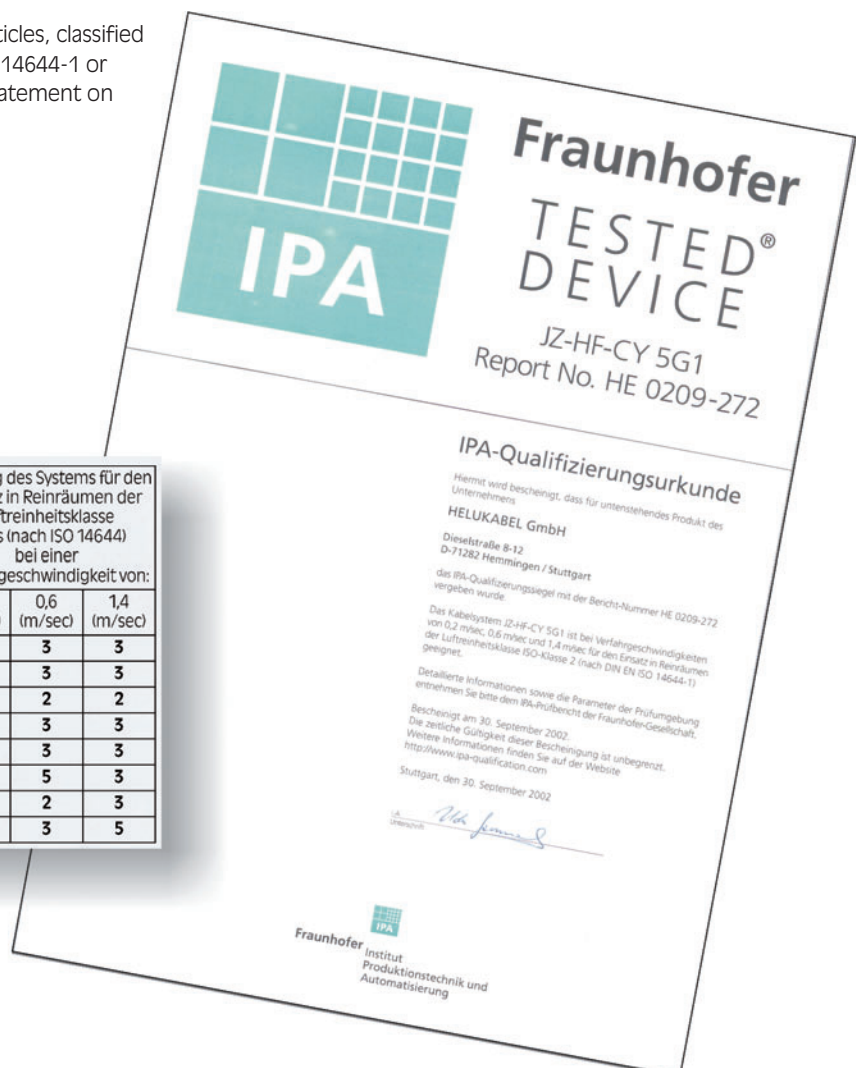 ticles, classified
14644-1 or
atement on
IPA
Fraunhofer
TESTED®
DEVICE
JZ-HF-CY 5G1
Report No. HE 0209-272
IPA-Qualifizierungsurkunde
Hiermit wird bescheinigt, dass für untenstehendes Produkt des
Unternehmens
HELUKABEL GmbH
Dieselstraße 8-12
D-71282 Hemmingen / Stuttgart
das IPA-Qualifizierungssiegel mit der Bericht-Nummer HE 0209-272
vergeben wurde.
Das Kabelsystem JZ-HF-CY 5G1 ist bei Verfahrgeschwindigkeiten
von 0,2 m/sec, 0,6 m/sec und 1,4 m/sec für den Einsatz in Reinräumen
der Luftreinheitsklasse ISO-Klasse 2 (nach DIN EN ISO 14644-1)
geeignet.
Detaillierte Informationen sowie die Parameter der Prüfumgebung
entnehmen Sie bitte dem IPA-Prüfbericht der Fraunhofer-Gesellschaft.
Bescheinigt am 30. September 2002.
Die zeitliche Gültigkeit dieser Bescheinigung ist unbegrenzt.
Weitere Informationen finden Sie auf der Website
http://www.ipa-qualification.com
Stuttgart, den 30. September 2002
i.A.
Unterschrift
IPA
Fraunhofer Institut
Produktionstechnik und
Automatisierung
g des Systems für den
z in Reinräumen der
ftreinheitsklasse
s (nach ISO 14644)
bei einer
geschwindigkeit von:
0,6 1,4
(m/sec) (m/sec)
3 3
3 3
2 2
3 3
3 3
5 3
2 3
3 5